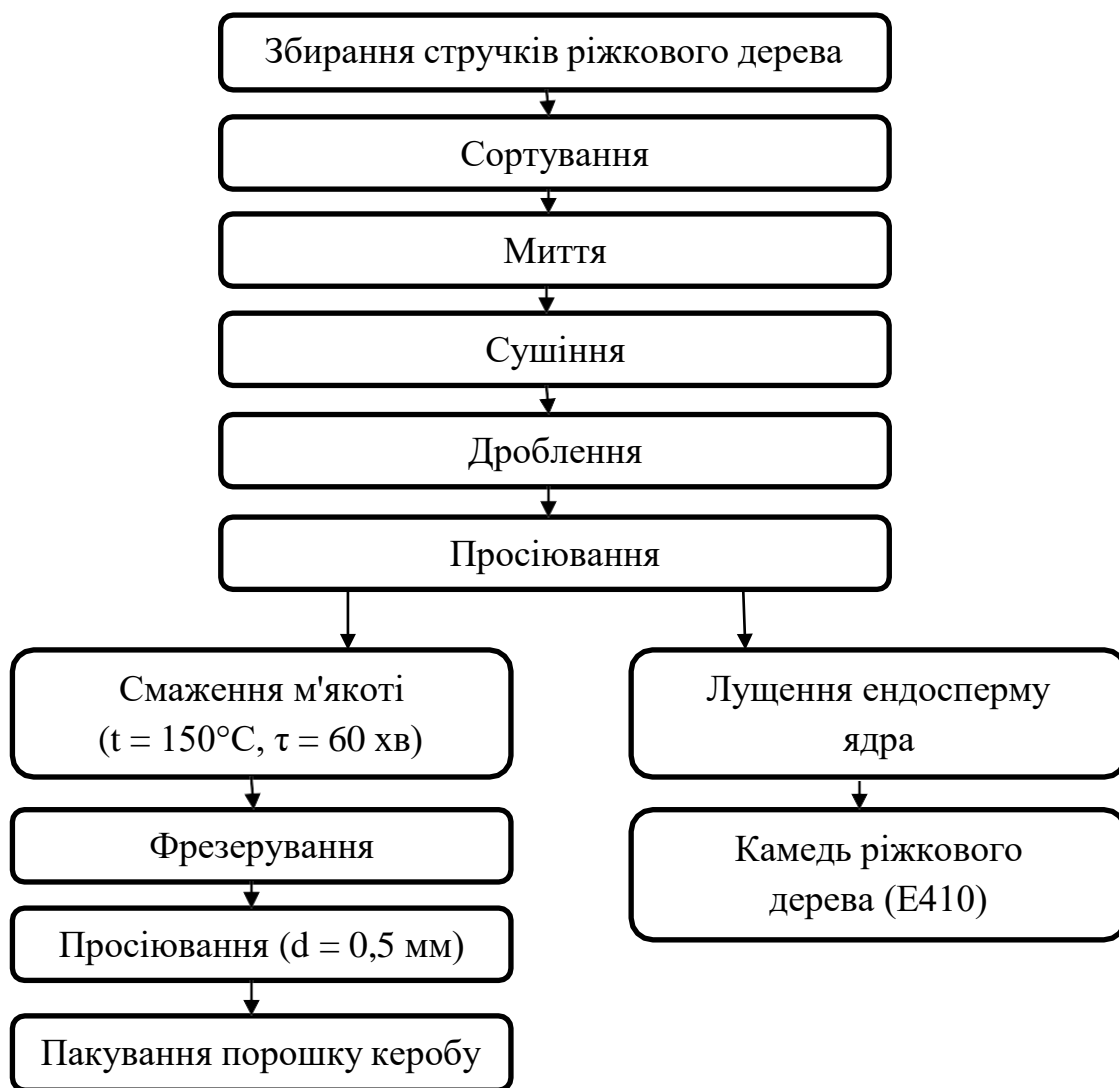 Збирання стручків ріжкового дерева
Сортування
Миття
Сушіння
Дроблення
Просіювання
Смаження м'якоті
(t = 150°С, τ = 60 хв)
Фрезерування
Просіювання (d = 0,5 мм)
Пакування порошку керобу
Лущення ендосперму
ядра
Камедь ріжкового
дерева (Е410)